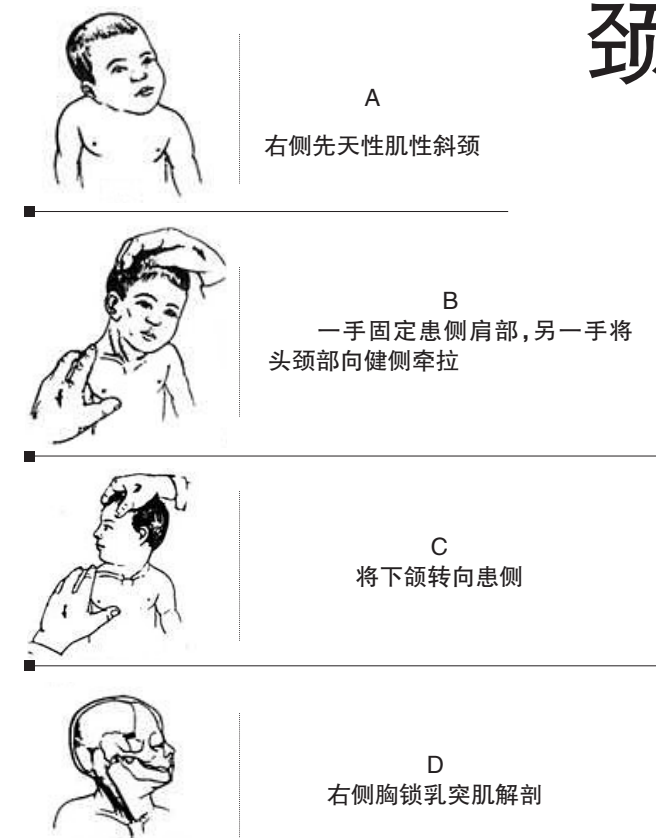 颈
A
右侧先天性肌性斜颈
B
一手固定患侧肩部,另一手将
头颈部向健侧牵拉
C
将下颌转向患侧
D
右侧胸锁乳突肌解剖